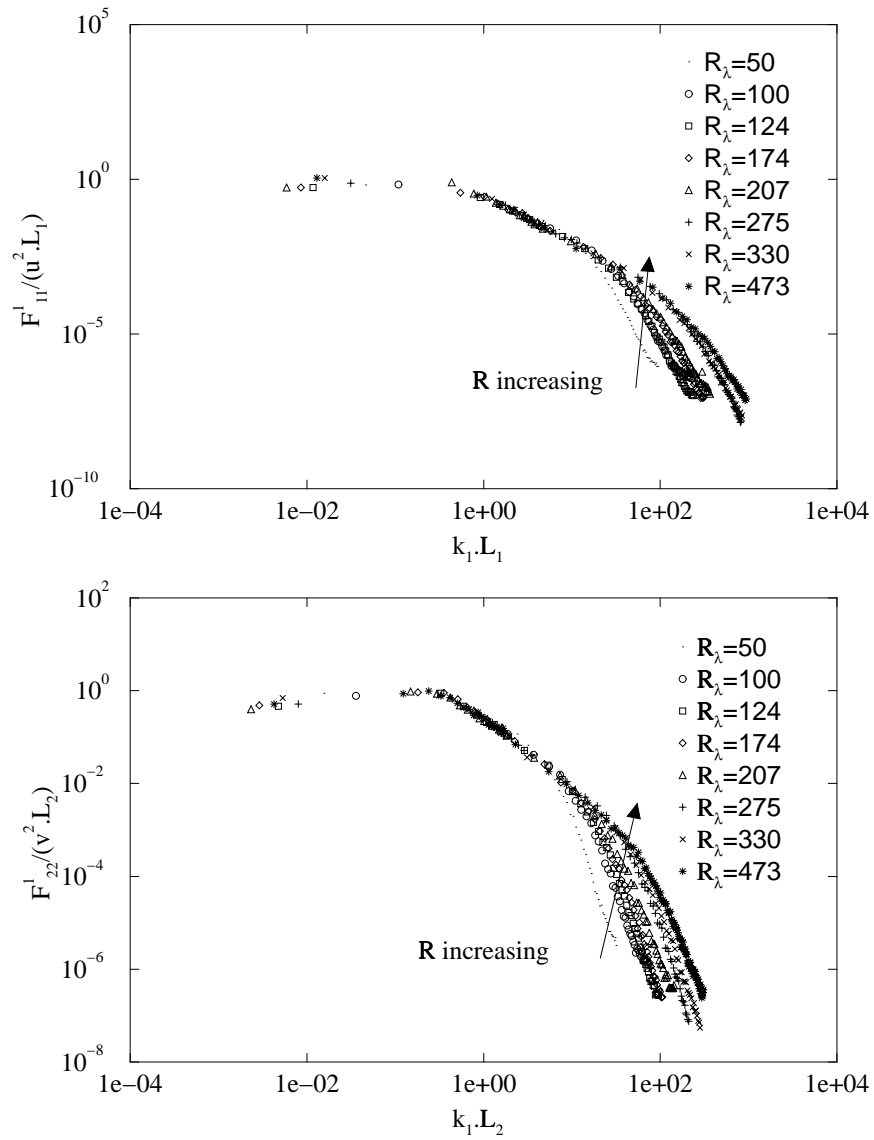 10^5
10^0
10^−5
10^−10
F^1_11/(u^2.L_1)
R_λ=50
R_λ=100
R_λ=124
R_λ=174
R_λ=207
R_λ=275
R_λ=330
R_λ=473
R increasing
1e−04 1e−02 1e+00 1e+02 1e+04
k_1.L_1
10^2
10^0
10^−2
10^−4
10^−6
10^−8
F^1_22/(v^2.L_2)
R_λ=50
R_λ=100
R_λ=124
R_λ=174
R_λ=207
R_λ=275
R_λ=330
R_λ=473
R increasing
1e−04 1e−02 1e+00 1e+02 1e+04
k_1.L_2